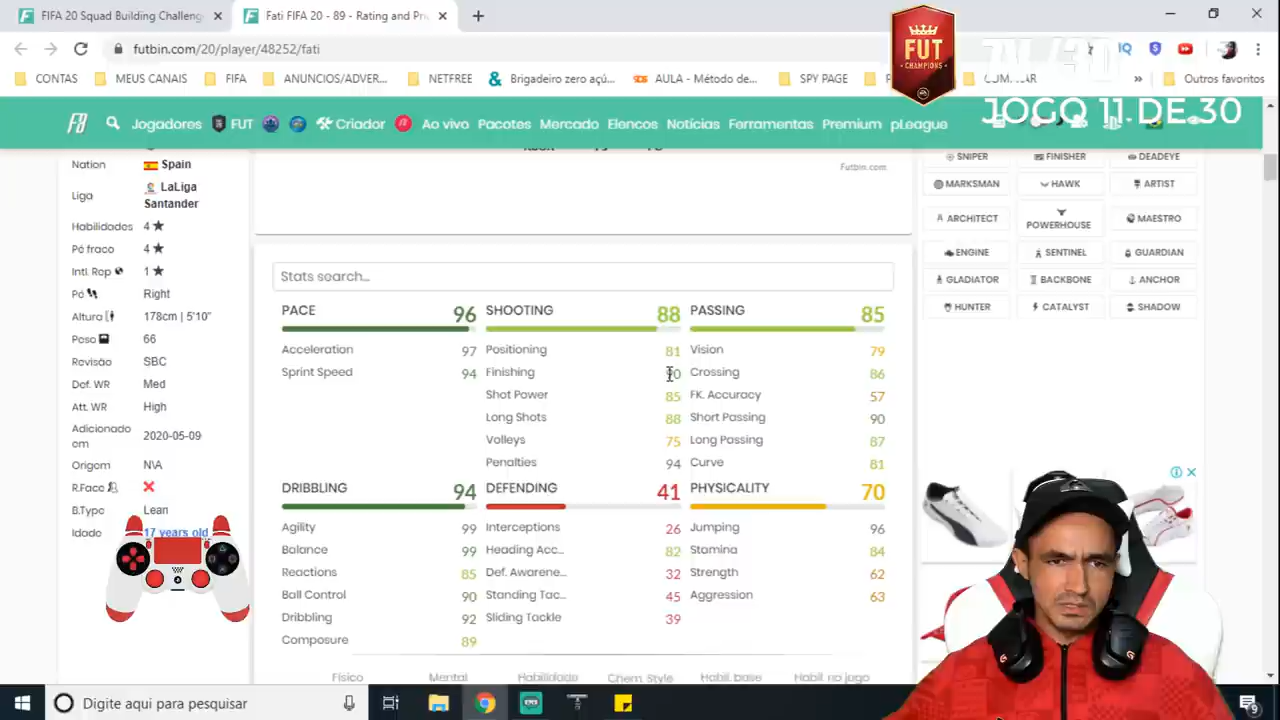 FIFA 20 Squad Building Challeng
Fati FIFA 20 - 89 - Rating and Pri
futbin.com/20/player/48252/fati
CONTAS
MEUS CANAIS
FIFA
ANUNCIOS/ADVER...
NETFREE
Brigadeiro zero açú...
AULA - Método de...
SPY PAGE
Outros favoritos
FUT
CHAMPIONS
JOGO 11 DE 30
Jogadores
FUT
Criador
Ao vivo
Pacotes
Mercado
Elencos
Notícias
Ferramentas
Premium
pLeague
Nation
Spain
Liga
LaLiga
Santander
Habilidades
4
Pé fraco
4
Intl. Rep
1
Pé
Right
Altura
178cm | 5'10"
Peso
66
Revisão
SBC
Def. WR
Med
Att. WR
High
Adicionado
em
2020-05-09
Origem
N\A
R.Face
B.Type
Lean
Idade
17 years old
Futbin.com
Stats search...
PACE 96
Acceleration 97
Sprint Speed 94
SHOOTING 88
Positioning 81
Finishing
Shot Power 85
Long Shots 88
Volleys 75
Penalties 94
PASSING 85
Vision 79
Crossing 86
FK. Accuracy 57
Short Passing 90
Long Passing 87
Curve 81
DRIBBLING 94
Agility 99
Balance 99
Reactions 85
Ball Control 90
Dribbling 92
Composure 89
DEFENDING 41
Interceptions 26
Heading Acc... 82
Def. Awarene... 32
Standing Tac... 45
Sliding Tackle 39
PHYSICALITY 70
Jumping 96
Stamina 84
Strength 62
Aggression 63
Físico
Mental
Habilidade
Chem. Style
Habil. base
Habil. no jogo
SNIPER
FINISHER
DEADEYE
MARKSMAN
HAWK
ARTIST
ARCHITECT
POWERHOUSE
MAESTRO
ENGINE
SENTINEL
GUARDIAN
GLADIATOR
BACKBONE
ANCHOR
HUNTER
CATALYST
SHADOW
Digite aqui para pesquisar